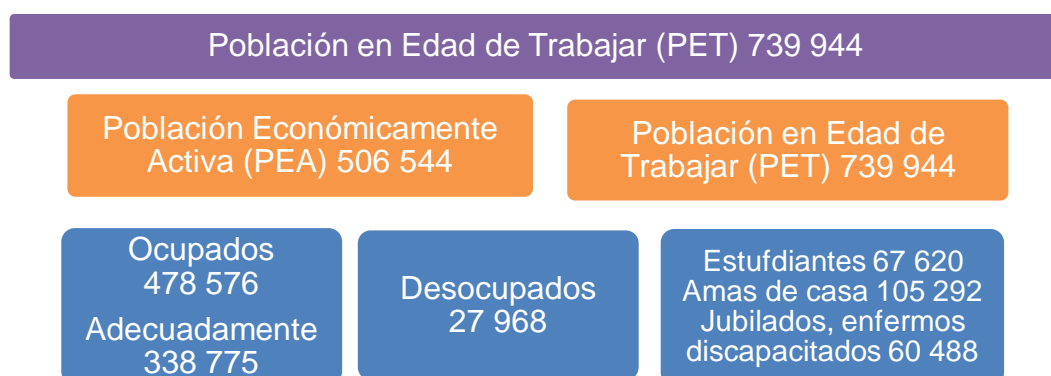 Población en Edad de Trabajar (PET) 739 944
Población Económicamente
Activa (PEA) 506 544
Población en Edad de
Trabajar (PET) 739 944
Ocupados
478 576
Adecuadamente
338 775
Desocupados
27 968
Estufdiantes 67 620
Amas de casa 105 292
Jubilados, enfermos
discapacitados 60 488